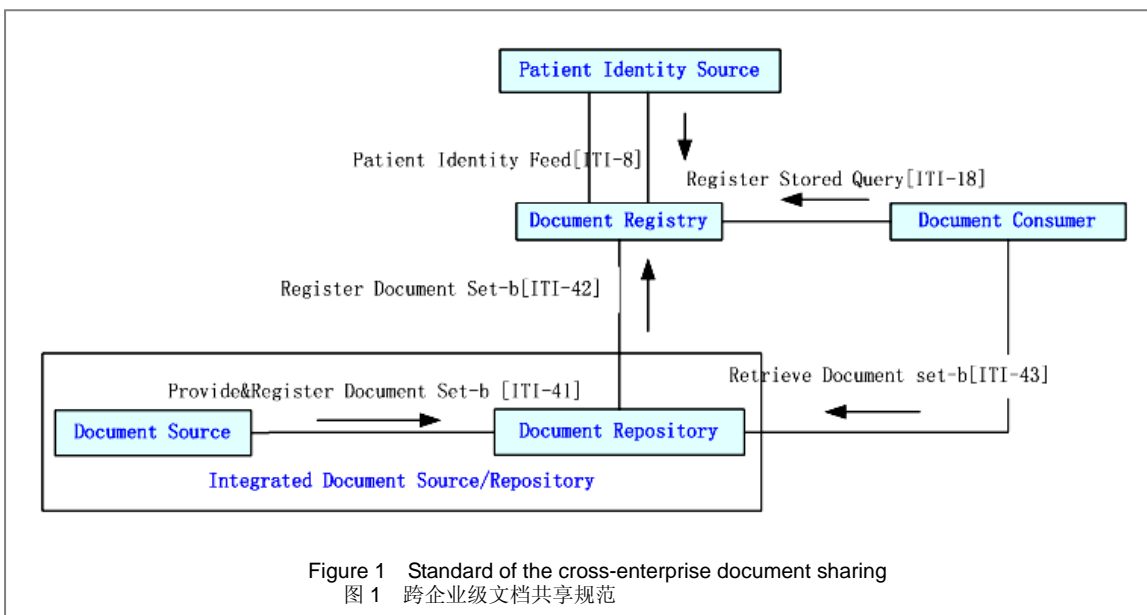 Patient Identity Source
Patient Identity Feed[ITI-8]
Register Stored Query[ITI-18]
Document Registry
Document Consumer
Register Document Set-b[ITI-42]
Retrieve Document set-b[ITI-43]
Provide&Register Document Set-b [ITI-41]
Document Source
Document Repository
Integrated Document Source/Repository
Figure 1 Standard of the cross-enterprise document sharing
图 1 跨企业级文档共享规范